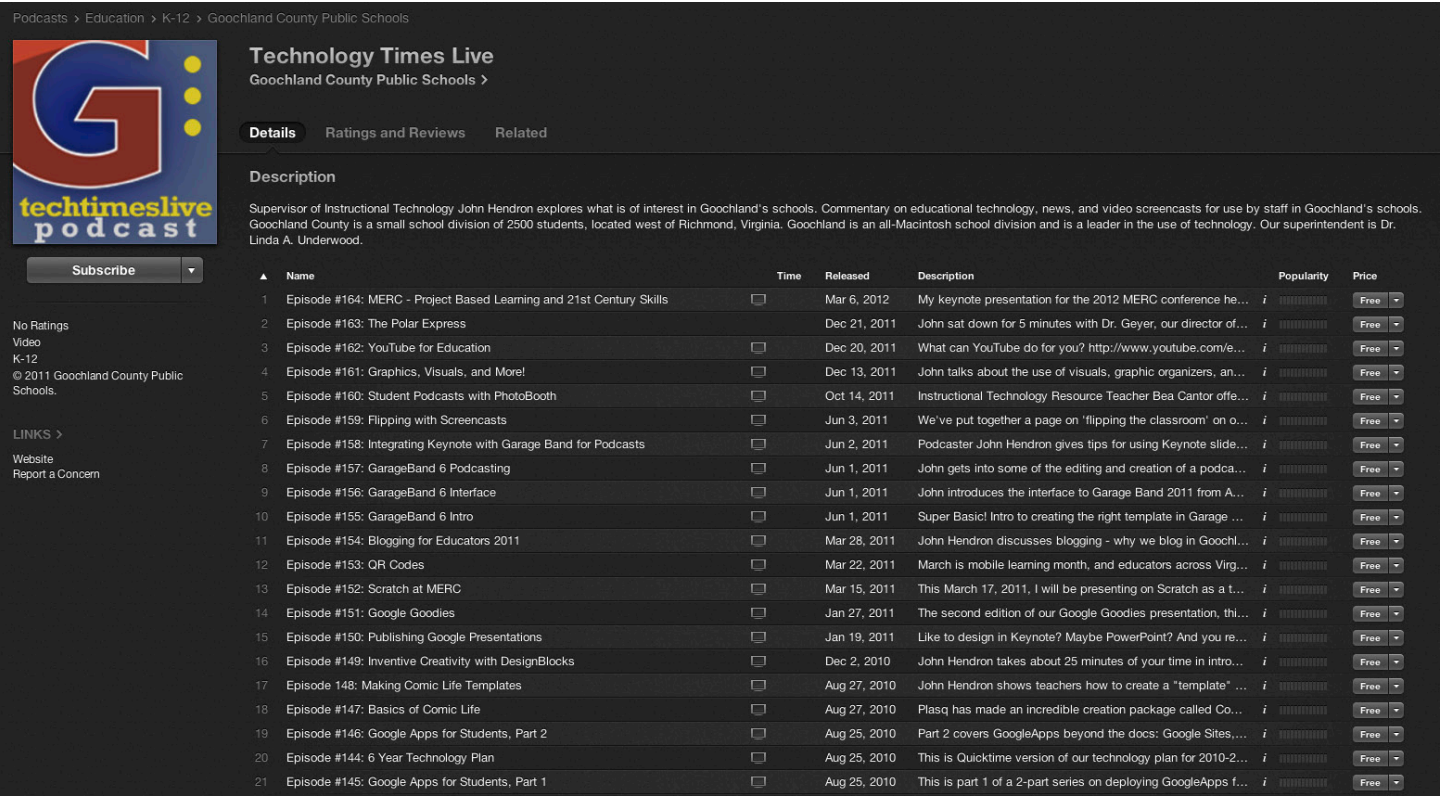 Podcasts > Education > K-12 > Goochland County Public Schools
G
techtimeslive
podcast
Technology Times Live
Goochland County Public Schools >
Details Ratings and Reviews Related
Description
Supervisor of Instructional Technology John Hendron explores what is of interest in Goochland's schools. Commentary on educational technology, news, and video screencasts for use by staff in Goochland's schools.
Goochland County is a small school division of 2500 students, located west of Richmond, Virginia. Goochland is an all-Macintosh school division and is a leader in the use of technology. Our superintendent is Dr.
Linda A. Underwood.
Subscribe
No Ratings
Video
K-12
© 2011 Goochland County Public
Schools.
LINKS >
Website
Report a Concern
Name Time Released Description Popularity Price
1 Episode #164: MERC - Project Based Learning and 21st Century Skills Mar 6, 2012 My keynote presentation for the 2012 MERC conference he... i Free
2 Episode #163: The Polar Express Dec 21, 2011 John sat down for 5 minutes with Dr. Geyer, our director of... i Free
3 Episode #162: YouTube for Education Dec 20, 2011 What can YouTube do for you? http://www.youtube.com/e... i Free
4 Episode #161: Graphics, Visuals, and More! Dec 13, 2011 John talks about the use of visuals, graphic organizers, an... i Free
5 Episode #160: Student Podcasts with PhotoBooth Oct 14, 2011 Instructional Technology Resource Teacher Bea Cantor offe... i Free
6 Episode #159: Flipping with Screencasts Jun 3, 2011 We've put together a page on 'flipping the classroom' on o... i Free
7 Episode #158: Integrating Keynote with Garage Band for Podcasts Jun 2, 2011 Podcaster John Hendron gives tips for using Keynote slide... i Free
8 Episode #157: GarageBand 6 Podcasting Jun 1, 2011 John gets into some of the editing and creation of a podca... i Free
9 Episode #156: GarageBand 6 Interface Jun 1, 2011 John introduces the interface to Garage Band 2011 from A... i Free
10 Episode #155: GarageBand 6 Intro Jun 1, 2011 Super Basic! Intro to creating the right template in Garage ... i Free
11 Episode #154: Blogging for Educators 2011 Mar 28, 2011 John Hendron discusses blogging - why we blog in Goochl... i Free
12 Episode #153: QR Codes Mar 22, 2011 March is mobile learning month, and educators across Virg... i Free
13 Episode #152: Scratch at MERC Mar 15, 2011 This March 17, 2011, I will be presenting on Scratch as a t... i Free
14 Episode #151: Google Goodies Jan 27, 2011 The second edition of our Google Goodies presentation, thi... i Free
15 Episode #150: Publishing Google Presentations Jan 19, 2011 Like to design in Keynote? Maybe PowerPoint? And you re... i Free
16 Episode #149: Inventive Creativity with DesignBlocks Dec 2, 2010 John Hendron takes about 25 minutes of your time in intro... i Free
17 Episode 148: Making Comic Life Templates Aug 27, 2010 John Hendron shows teachers how to create a "template" ... i Free
18 Episode #147: Basics of Comic Life Aug 27, 2010 Plasq has made an incredible creation package called Co... i Free
19 Episode #146: Google Apps for Students, Part 2 Aug 25, 2010 Part 2 covers GoogleApps beyond the docs: Google Sites,... i Free
20 Episode #144: 6 Year Technology Plan Aug 25, 2010 This is Quicktime version of our technology plan for 2010-2... i Free
21 Episode #145: Google Apps for Students, Part 1 Aug 25, 2010 This is part 1 of a 2-part series on deploying GoogleApps f... i Free